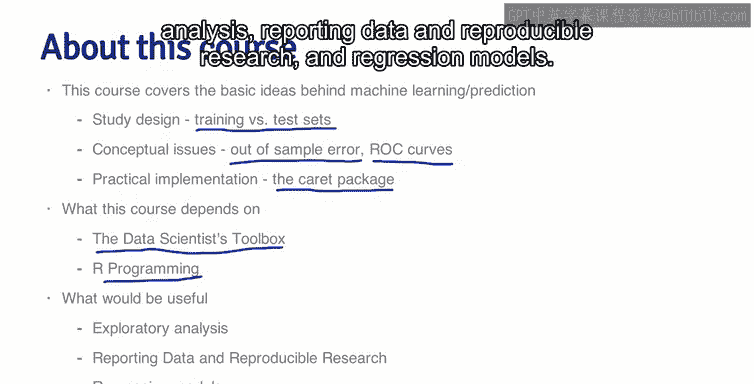 analysis, reporting data and reproducible
research, and regression models.
About this course
· This course covers the basic ideas behind machine learning/prediction
- Study design - training vs. test sets
- Conceptual issues - out of sample error, ROC curves
- Practical implementation - the caret package
· What this course depends on
- The Data Scientist's Toolbox
- R Programming
· What would be useful
- Exploratory analysis
- Reporting Data and Reproducible Research